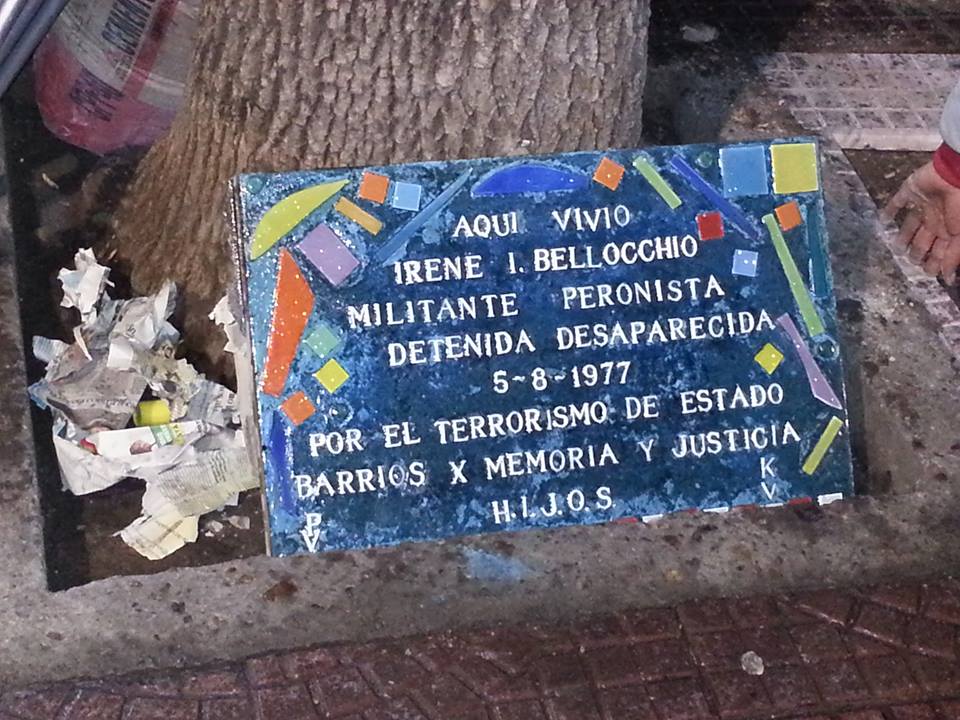 AQUI VIVIO
IRENE I. BELLOCCHIO
MILITANTE PERONISTA
DETENIDA DESAPARECIDA
5-8-1977
POR EL TERRORISMO DE ESTADO
BARRIOS X MEMORIA Y JUSTICIA
H.I.J.O.S.
K
V
P
V